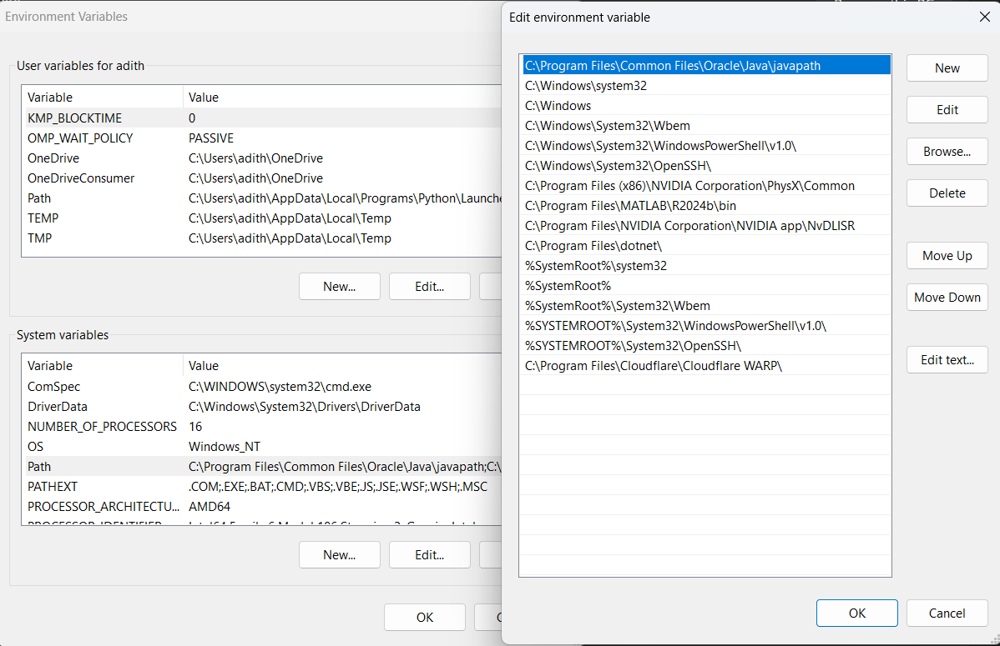 Environment Variables
User variables for adith
Variable Value
KMP_BLOCKTIME 0
OMP_WAIT_POLICY PASSIVE
OneDrive C:\Users\adith\OneDrive
OneDriveConsumer C:\Users\adith\OneDrive
Path C:\Users\adith\AppData\Local\Programs\Python\Launche
TEMP C:\Users\adith\AppData\Local\Temp
TMP C:\Users\adith\AppData\Local\Temp
New... Edit...
System variables
Variable Value
ComSpec C:\WINDOWS\system32\cmd.exe
DriverData C:\Windows\System32\Drivers\DriverData
NUMBER_OF_PROCESSORS 16
OS Windows_NT
Path C:\Program Files\Common Files\Oracle\Java\javapath;C:\
PATHEXT .COM;.EXE;.BAT;.CMD;.VBS;.VBE;.JS;.JSE;.WSF;.WSH;.MSC
PROCESSOR_ARCHITECTU... AMD64
New... Edit...
OK
Edit environment variable
C:\Program Files\Common Files\Oracle\Java\javapath
C:\Windows\system32
C:\Windows
C:\Windows\System32\Wbem
C:\Windows\System32\WindowsPowerShell\v1.0\
C:\Windows\System32\OpenSSH\
C:\Program Files (x86)\NVIDIA Corporation\PhysX\Common
C:\Program Files\MATLAB\R2024b\bin
C:\Program Files\NVIDIA Corporation\NVIDIA app\NvDLISR
C:\Program Files\dotnet\
%SystemRoot%\system32
%SystemRoot%
%SystemRoot%\System32\Wbem
%SYSTEMROOT%\System32\WindowsPowerShell\v1.0\
%SYSTEMROOT%\System32\OpenSSH\
C:\Program Files\Cloudflare\Cloudflare WARP\
New
Edit
Browse...
Delete
Move Up
Move Down
Edit text...
OK Cancel